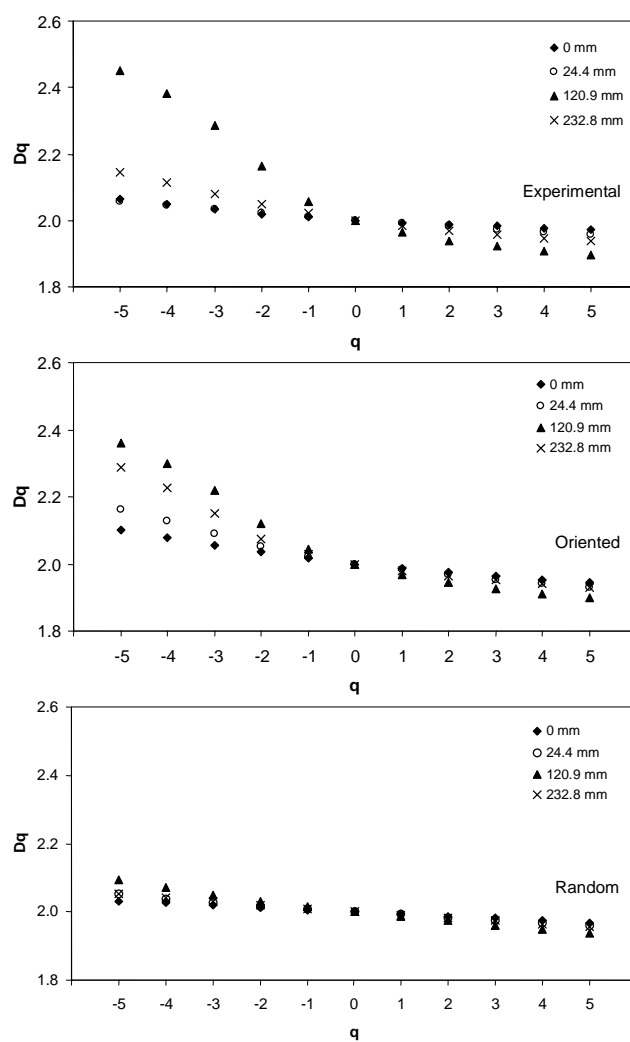 2.6
2.4
2.2
2.0
1.8
Dq
0 mm
24.4 mm
120.9 mm
232.8 mm
Experimental
-5 -4 -3 -2 -1 0 1 2 3 4 5
q
2.6
2.4
2.2
2.0
1.8
Dq
0 mm
24.4 mm
120.9 mm
232.8 mm
Oriented
-5 -4 -3 -2 -1 0 1 2 3 4 5
q
2.6
2.4
2.2
2.0
1.8
Dq
0 mm
24.4 mm
120.9 mm
232.8 mm
Random
-5 -4 -3 -2 -1 0 1 2 3 4 5
q